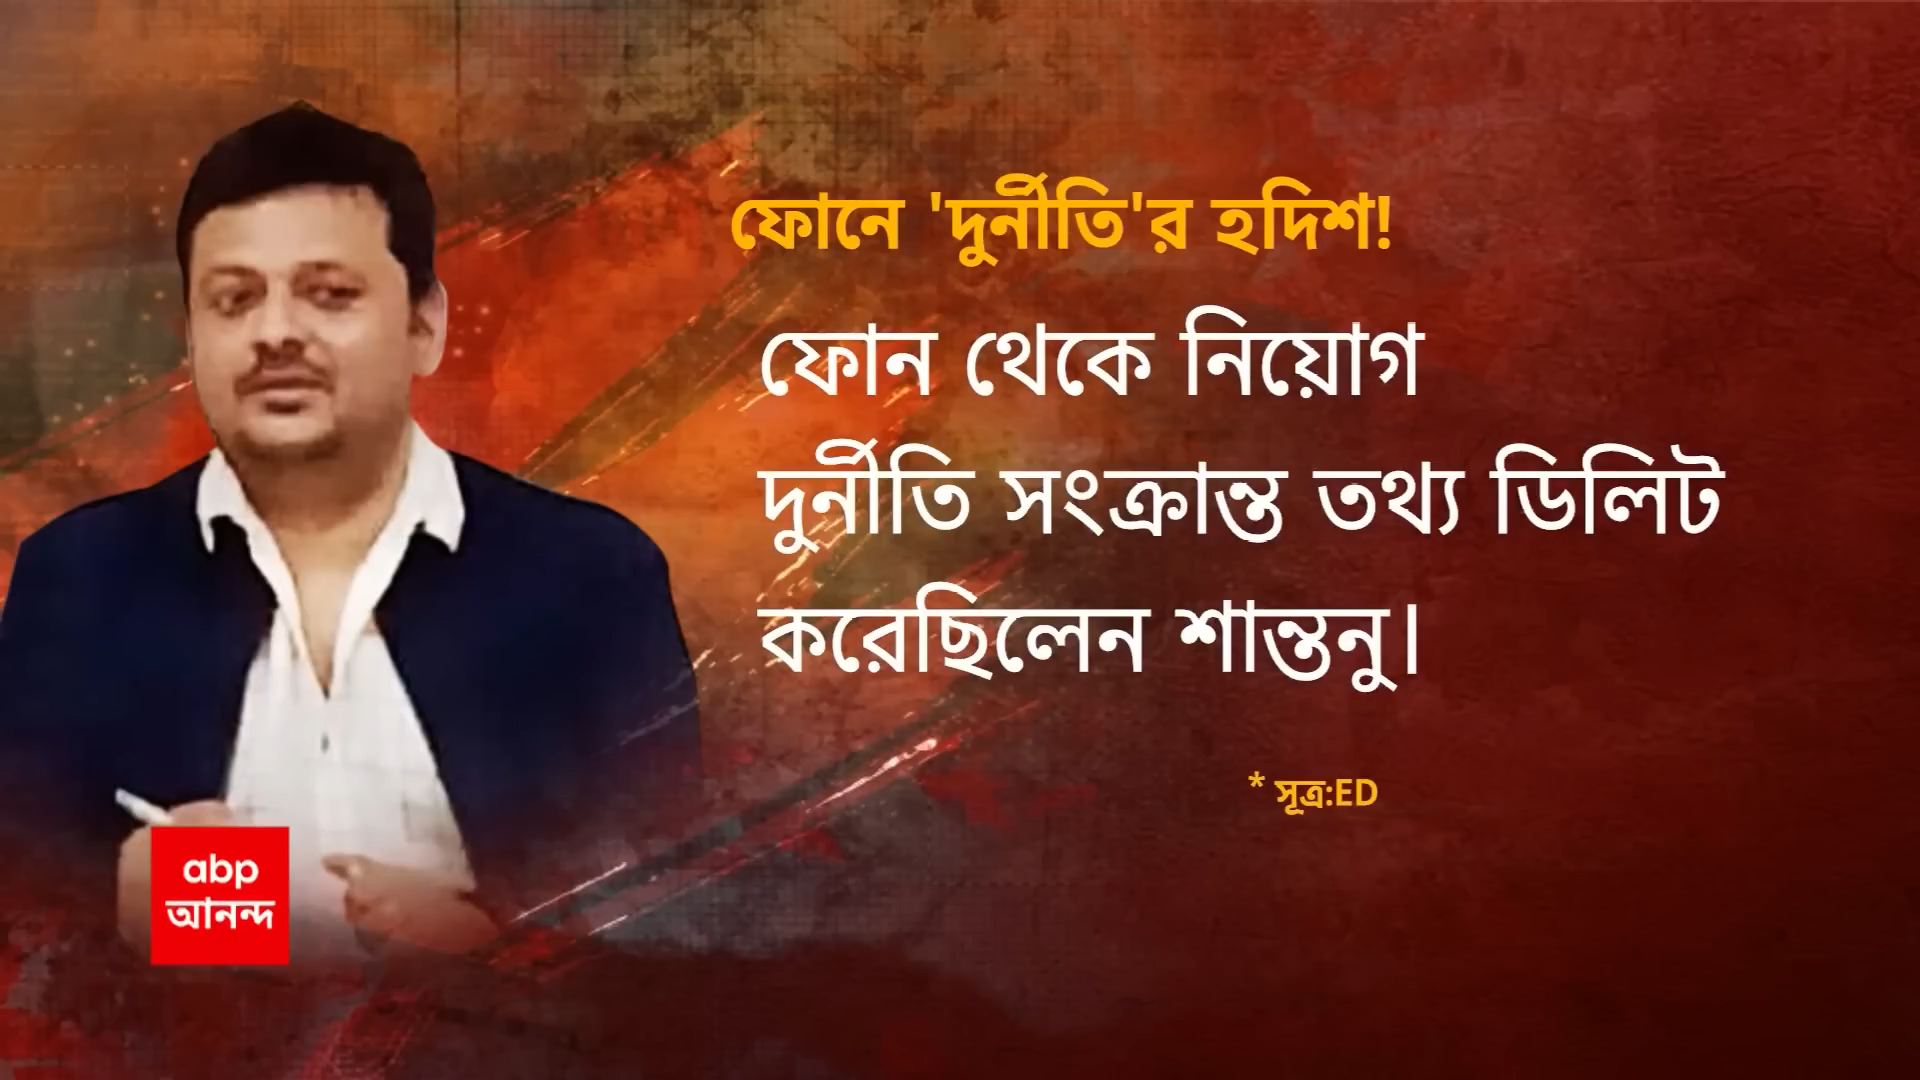 ফোনে 'দুর্নীতি'র হদিশ!
ফোন থেকে নিয়োগ
দুর্নীতি সংক্রান্ত তথ্য ডিলিট
করেছিলেন শান্তনু।
* সূত্র:ED
abp
আনন্দ